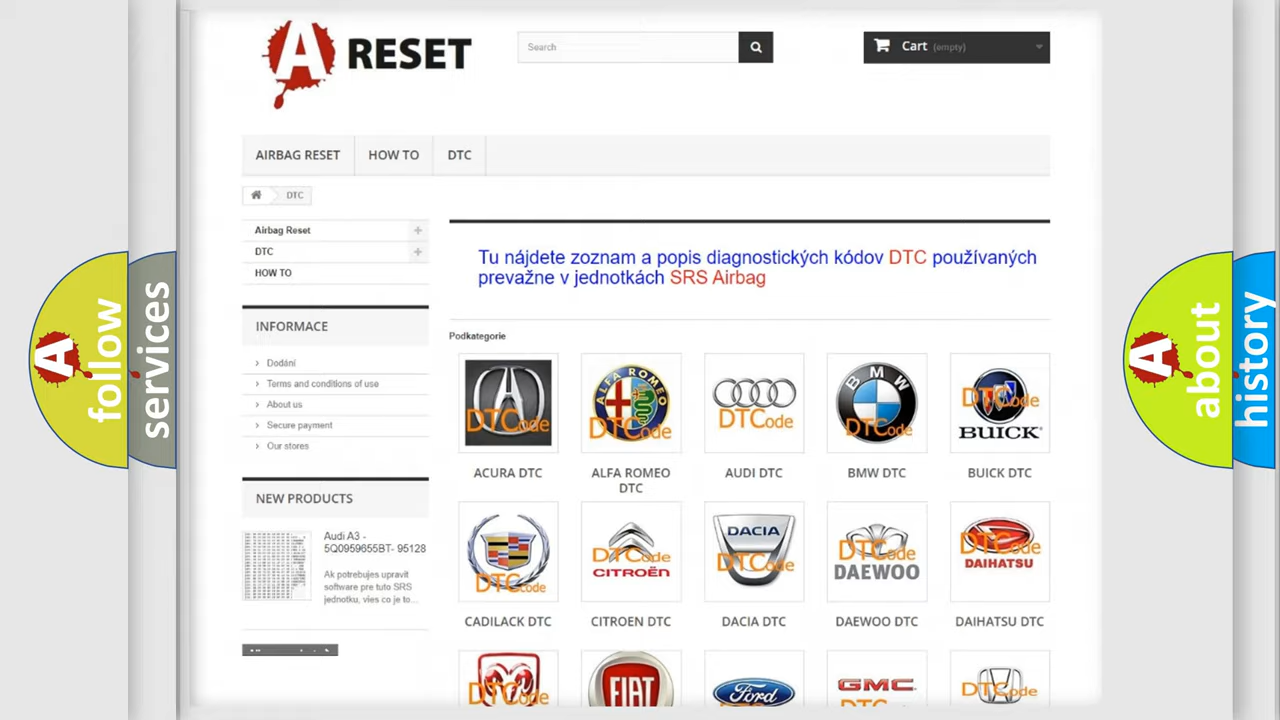 A RESET
Search
Cart (empty)
AIRBAG RESET
HOW TO
DTC
DTC
Airbag Reset
DTC
HOW TO
INFORMACE
Dodání
Terms and conditions of use
About us
Secure payment
Our stores
NEW PRODUCTS
Audi A3 -
5Q0959655BT- 95128
Ak potrebujes upravit
software pre tuto SRS
jednotku, vies co je to...
Tu nájdete zoznam a popis diagnostických kódov DTC používaných
prevažne v jednotkách SRS Airbag
Podkategorie
DTCode
ALFA ROMEO
DTCode
DTCode
BMW
DTCode
DTCode
BUICK
ACURA DTC
ALFA ROMEO
DTC
AUDI DTC
BMW DTC
BUICK DTC
DTCode
DTCode
CITROËN
DACIA
DTCode
DTCode
DAEWOO
DTCode
DAIHATSU
CADILACK DTC
CITROEN DTC
DACIA DTC
DAEWOO DTC
DAIHATSU DTC
DTCode
FIAT
Ford
GMC
DTCode
A follow
services
A about
history